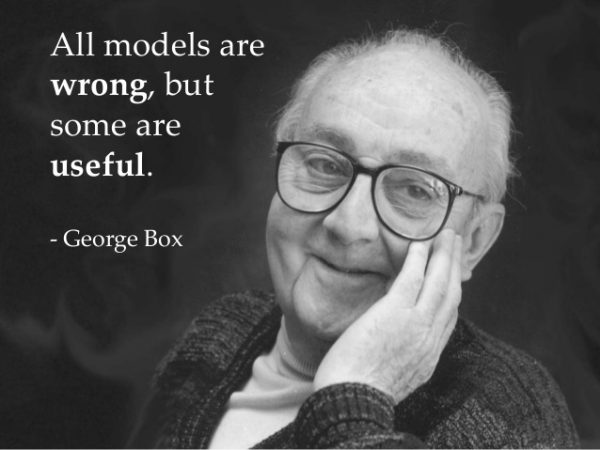 All models are
wrong, but
some are
useful.
- George Box